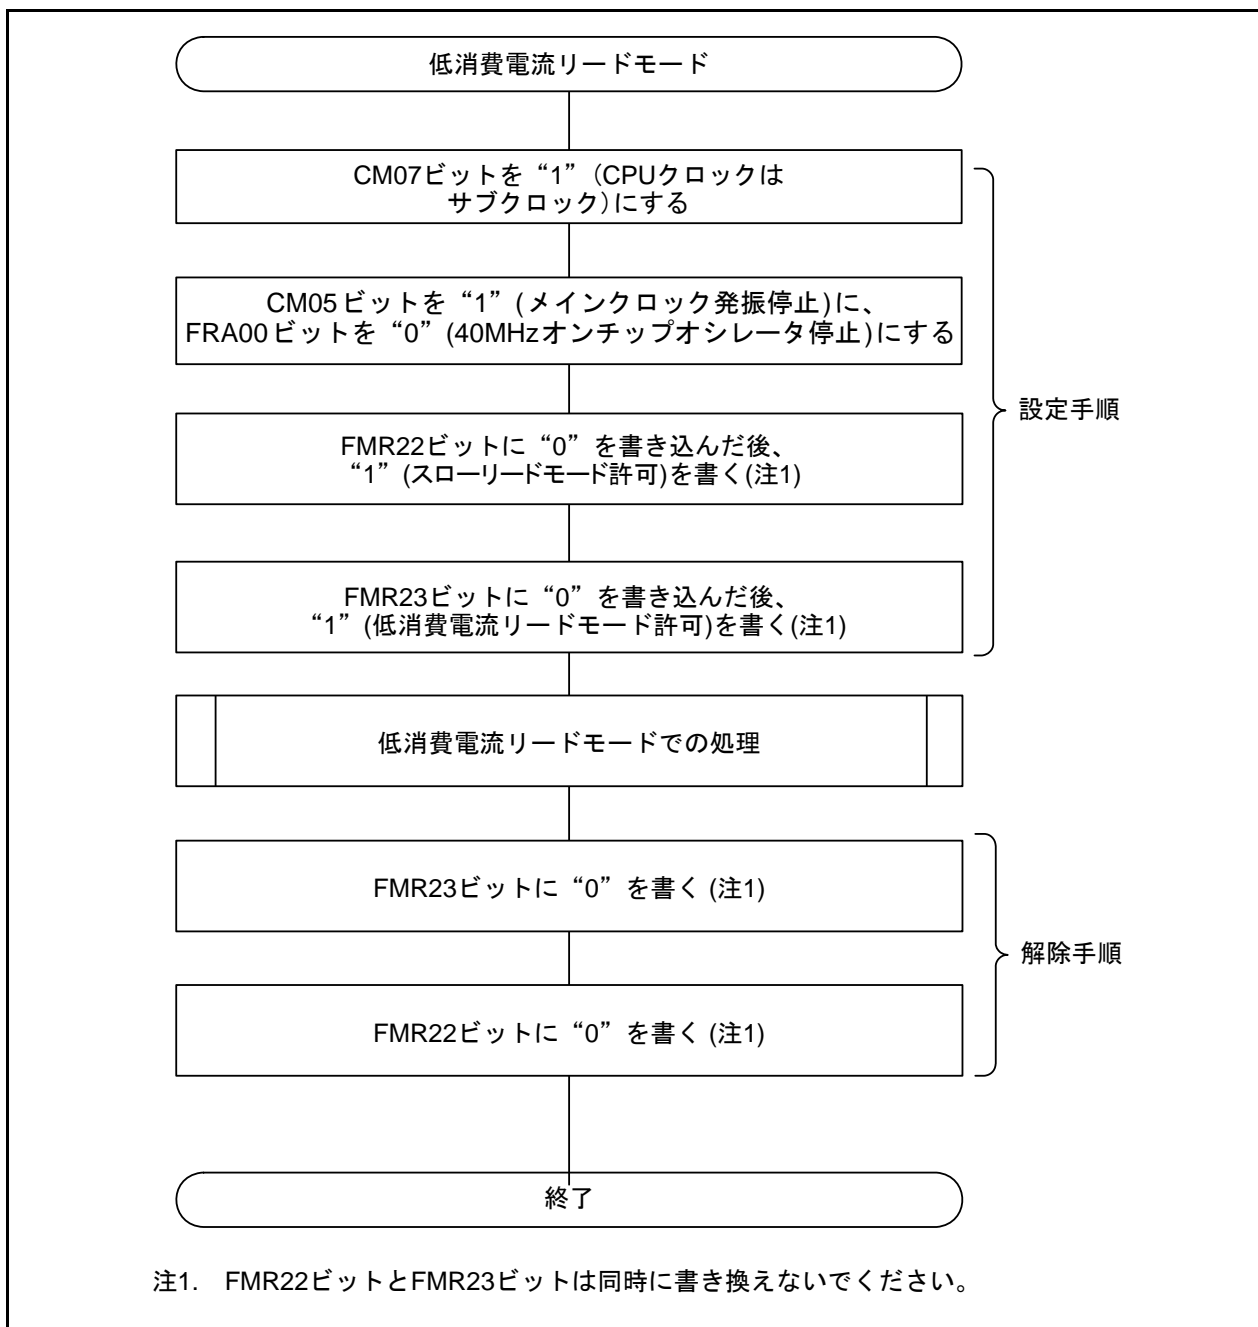 低消費電流リードモード
CM07ビットを“1”(CPUクロックは
サブクロック)にする
CM05ビットを“1”(メインクロック発振停止)に、
FRA00ビットを“0”(40MHzオンチップオシレータ停止)にする
FMR22ビットに“0”を書き込んだ後、
“1”(スローリードモード許可)を書く(注1)
FMR23ビットに“0”を書き込んだ後、
“1”(低消費電流リードモード許可)を書く(注1)
設定手順
低消費電流リードモードでの処理
FMR23ビットに“0”を書く(注1)
FMR22ビットに“0”を書く(注1)
解除手順
終了
注1. FMR22ビットとFMR23ビットは同時に書き換えないでください。